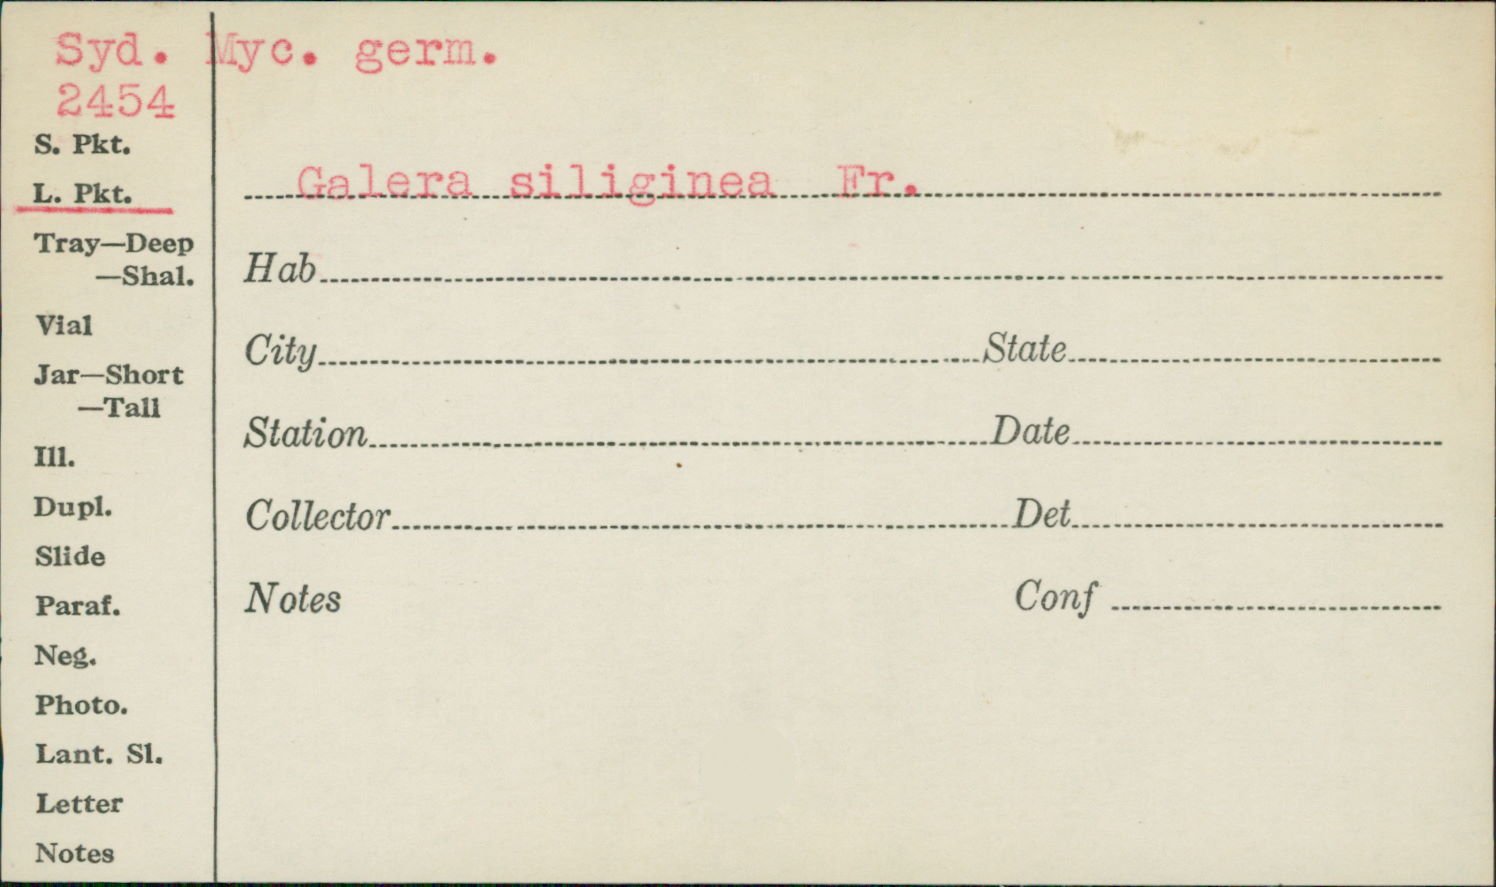 Syd. Myc. germ.
2454
S. Pkt.
L. Pkt.
Tray—Deep
—Shal.
Vial
Jar—Short
—Tall
Ill.
Dupl.
Slide
Paraf.
Neg.
Photo.
Lant. Sl.
Letter
Notes
Galera siliginea Fr.
Hab
City State
Station Date
Collector Det
Notes Conf